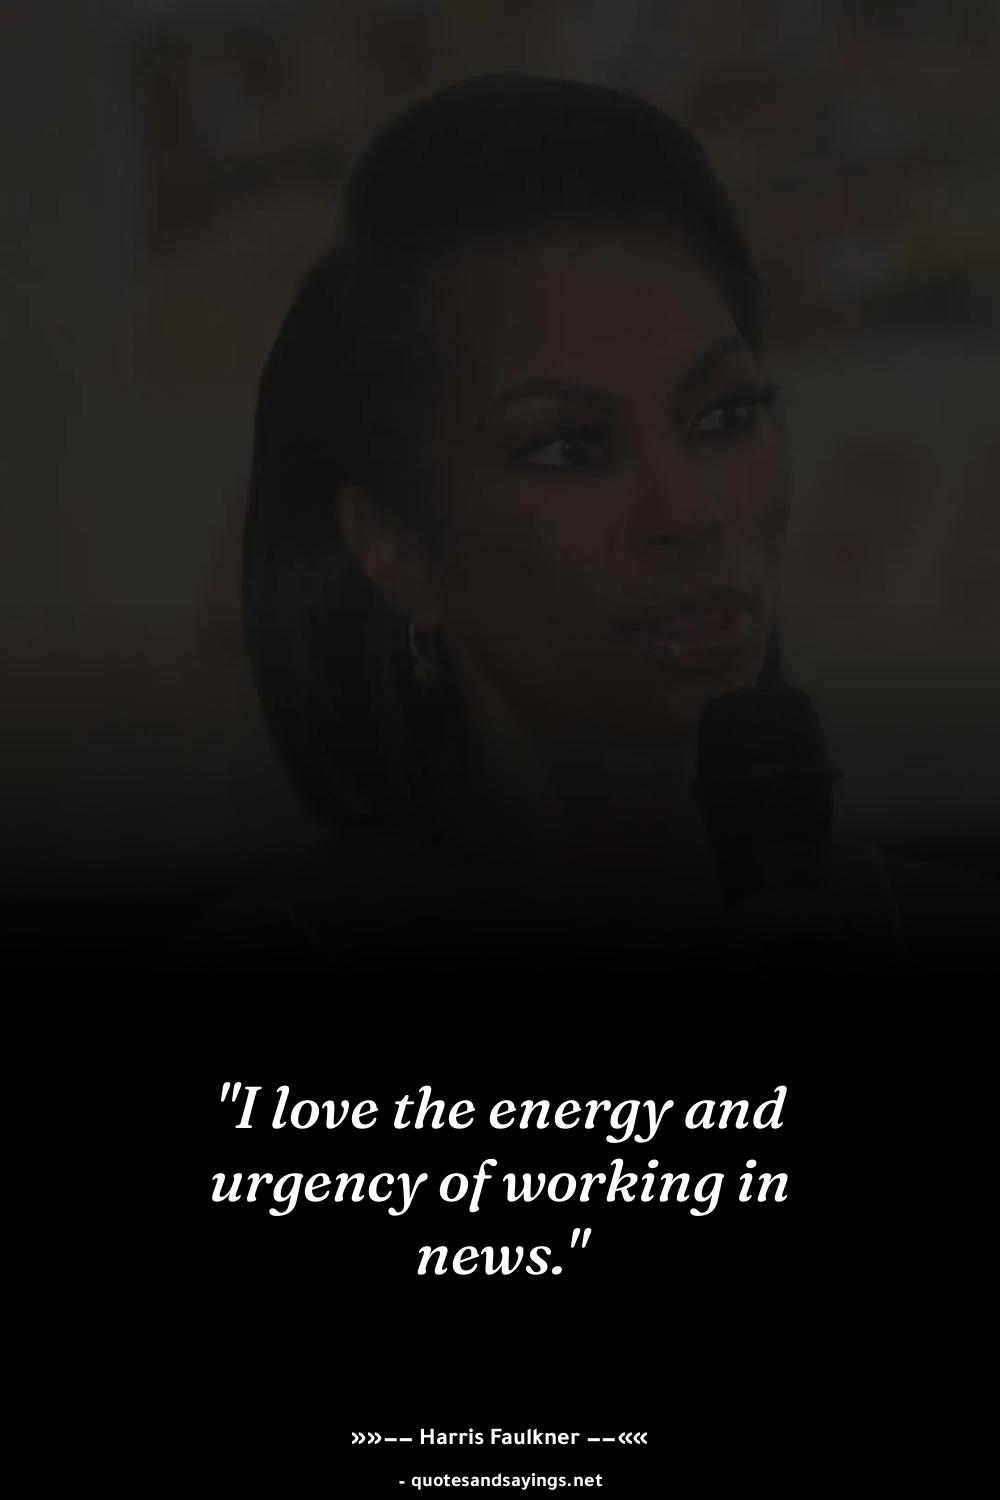 "I love the energy and
urgency of working in
news."
»»−− Harris Faulkner −−««
- quotesandsayings.net